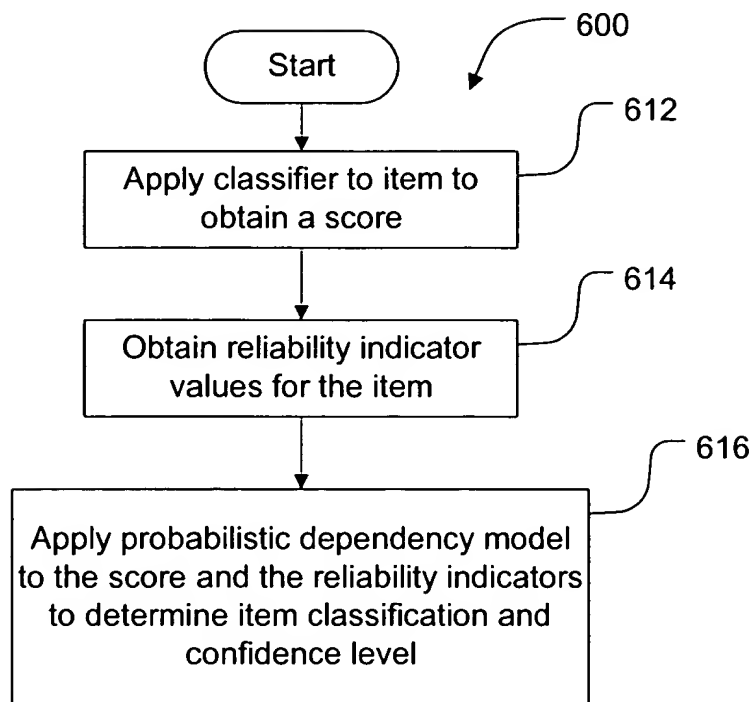 600
Start
612
Apply classifier to item to
obtain a score
614
Obtain reliability indicator
values for the item
616
Apply probabilistic dependency model
to the score and the reliability indicators
to determine item classification and
confidence level